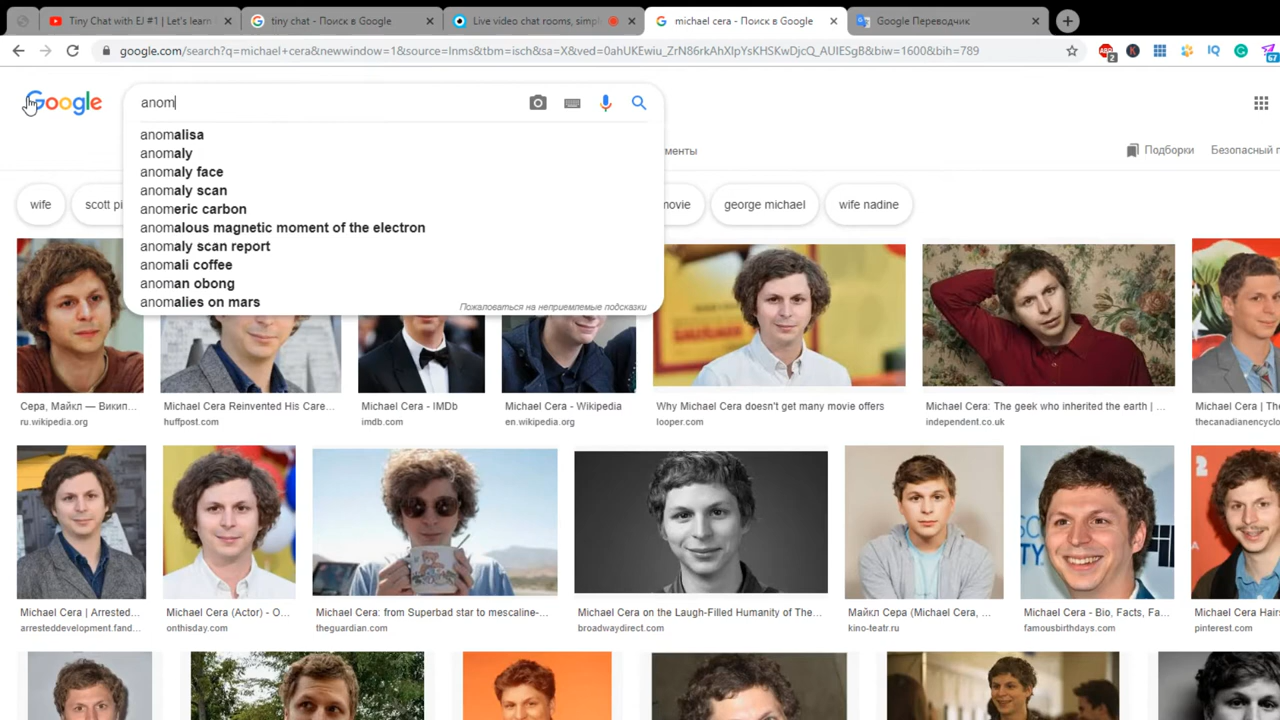 Tiny Chat with EJ #1 | Let's learn
tiny chat - Поиск в Google
Live video chat rooms, simpl
michael cera - Поиск в Google
Google Переводчик
google.com/search?q=michael+cera&newwindow=1&source=lnms&tbm=isch&sa=X&ved=0ahUKEwiu_ZrN86rkAhXIpYsKHSKWDjcQ_AUIESgB&biw=1600&bih=789
2
IQ
67
Google
anom
anomalisa
anomaly
anomaly face
anomaly scan
anomeric carbon
anomalous magnetic moment of the electron
anomaly scan report
anomali coffee
anoman obong
anomalies on mars
Пожаловаться на неприемлемые подсказки
менты
Подборки
Безопасный п
wife
scott pi
movie
george michael
wife nadine
Сера, Майкл — Викип...
Michael Cera Reinvented His Care...
Michael Cera - IMDb
Michael Cera - Wikipedia
Why Michael Cera doesn't get many movie offers
Michael Cera: The geek who inherited the earth | ...
Michael Cera | The
ru.wikipedia.org
huffpost.com
imdb.com
en.wikipedia.org
looper.com
independent.co.uk
thecanadianencyclo
Michael Cera | Arrested...
Michael Cera (Actor) - O...
Michael Cera: from Superbad star to mescaline-...
Michael Cera on the Laugh-Filled Humanity of The...
Майкл Сера (Michael Cera, ...
Michael Cera - Bio, Facts, Fa...
Michael Cera Hairs
arresteddevelopment.fand...
onthisday.com
theguardian.com
broadwaydirect.com
kino-teatr.ru
famousbirthdays.com
pinterest.com